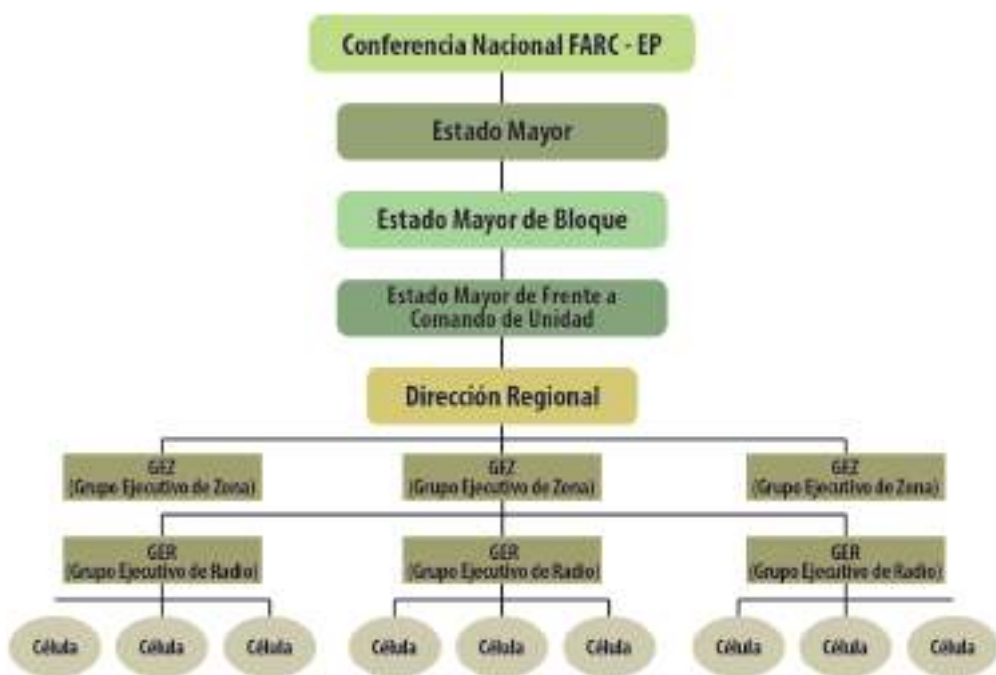 Conferencia Nacional FARC - EP
Estado Mayor
Estado Mayor de Bloque
Estado Mayor de Frente a
Comando de Unidad
Dirección Regional
GEZ
(Grupo Ejecutivo de Zona)
GEZ
(Grupo Ejecutivo de Zona)
GEZ
(Grupo Ejecutivo de Zona)
GER
(Grupo Ejecutivo de Radio)
GER
(Grupo Ejecutivo de Radio)
GER
(Grupo Ejecutivo de Radio)
Célula
Célula
Célula
Célula
Célula
Célula
Célula
Célula
Célula